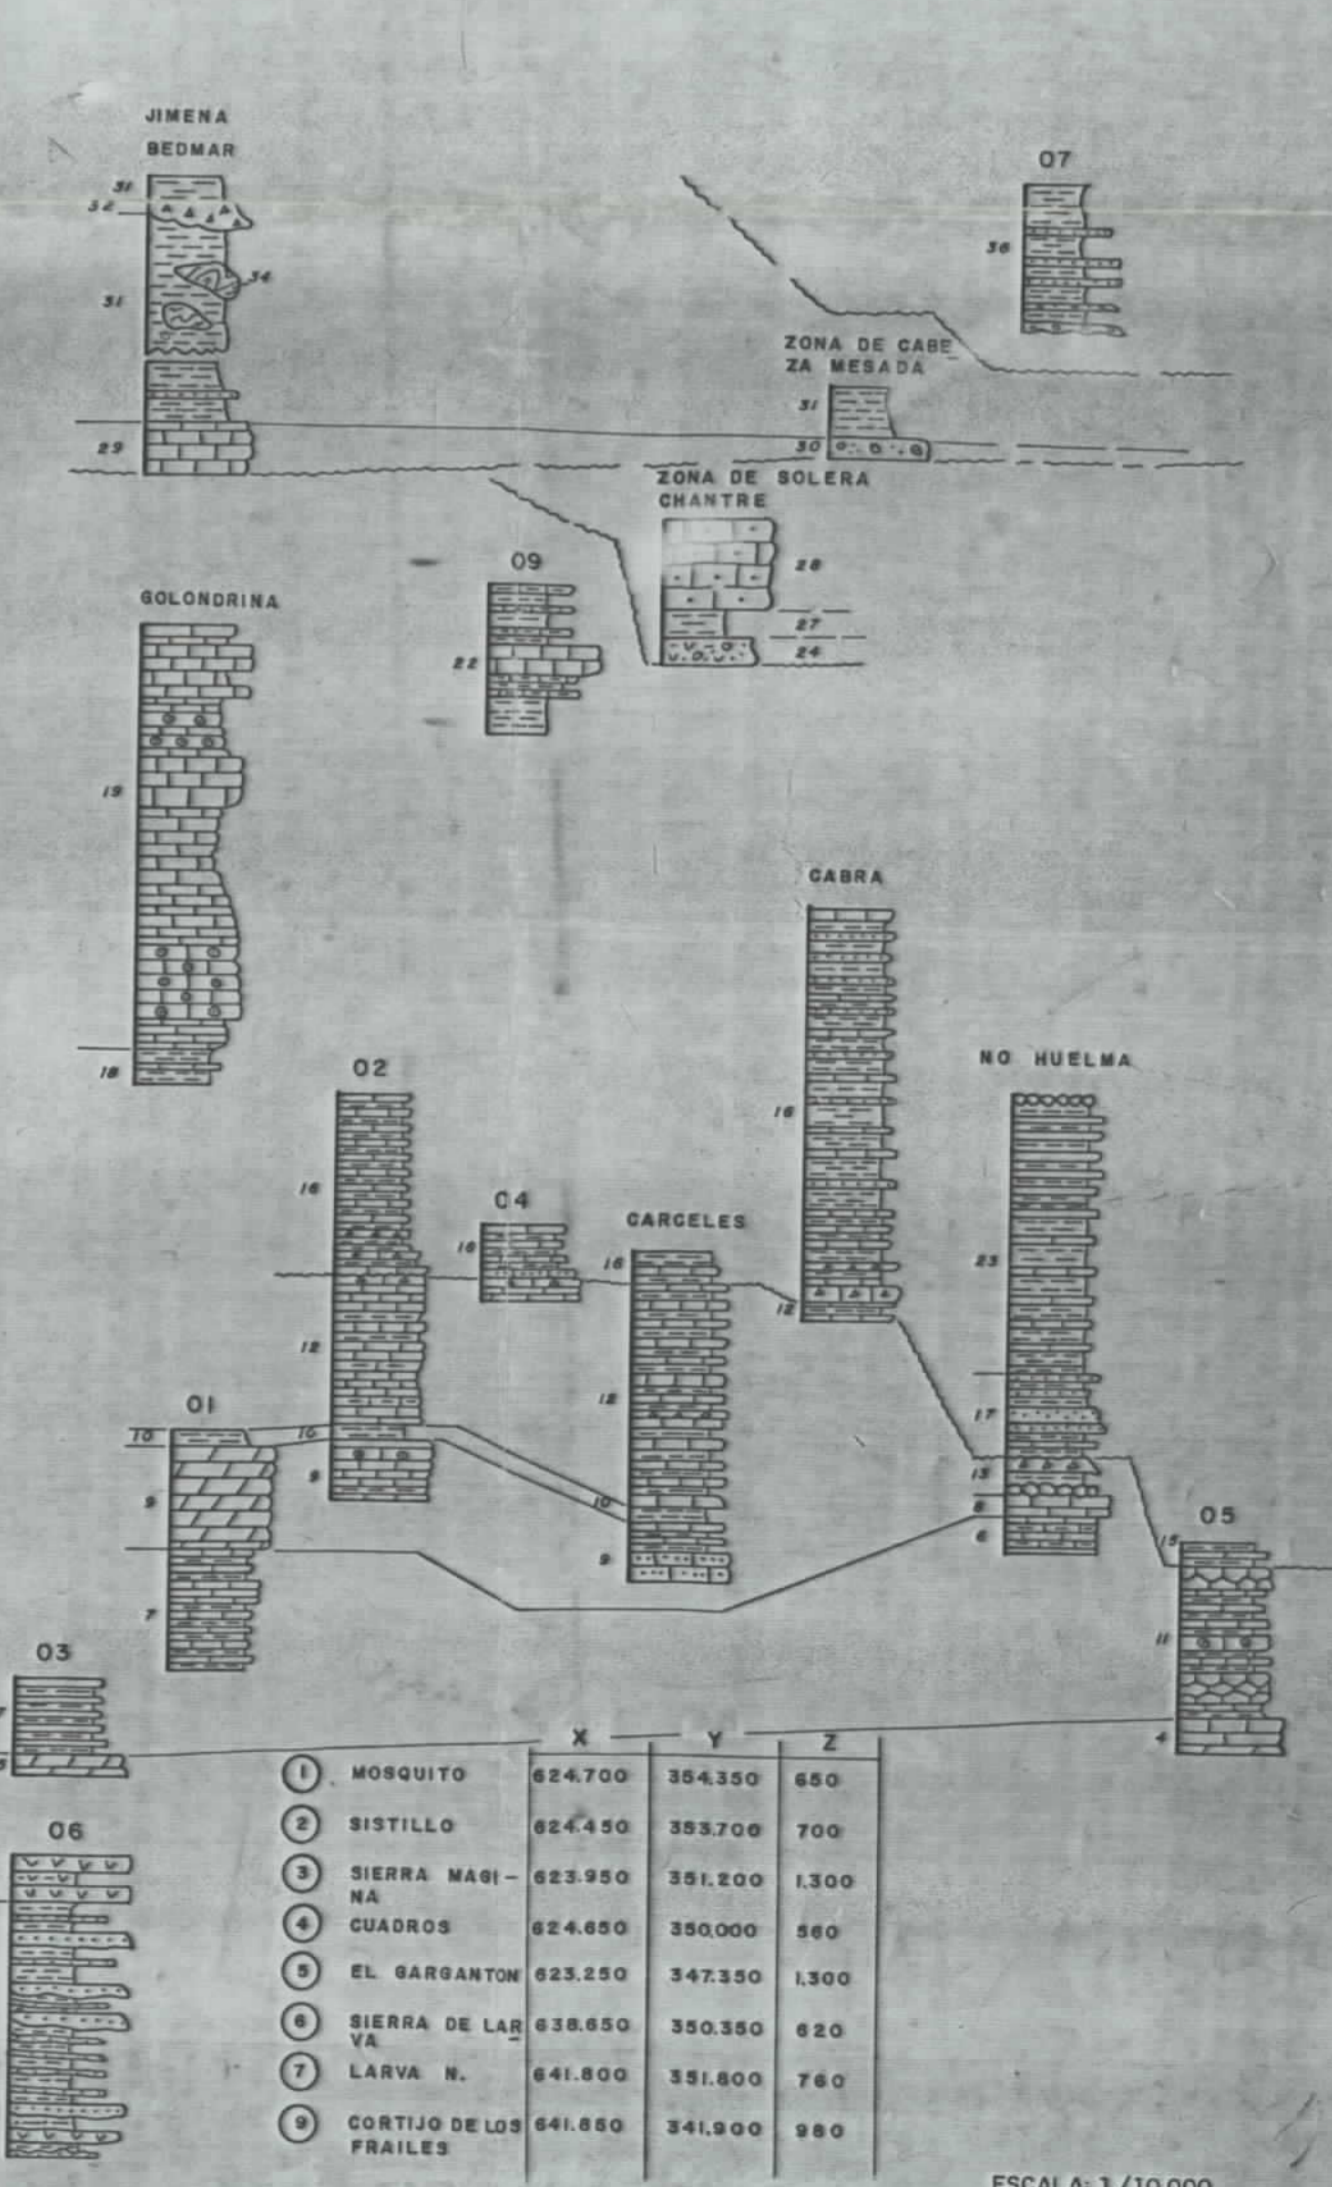 JIMENA
BEDMAR
31
32
34
31
29
07
36
ZONA DE CABE_
ZA MESADA
31
30
ZONA DE SOLERA
CHANTRE
28
27
24
09
22
GOLONDRINA
19
18
CABRA
16
12
NO HUELMA
23
17
13
8
6
02
16
12
10
9
04
16
CARCELES
16
12
10
9
01
10
9
7
05
15
11
4
03
06
X Y Z
1 MOSQUITO 624.700 354.350 650
2 SISTILLO 624.450 353.700 700
3 SIERRA MAGI-
NA 623.950 351.200 1.300
4 CUADROS 624.650 350.000 560
5 EL GARGANTON 623.250 347.350 1.300
6 SIERRA DE LAR_
VA 638.650 350.350 620
7 LARVA N. 641.800 351.800 760
9 CORTIJO DE LOS
FRAILES 641.850 341.900 980
ESCALA: 1/10.000